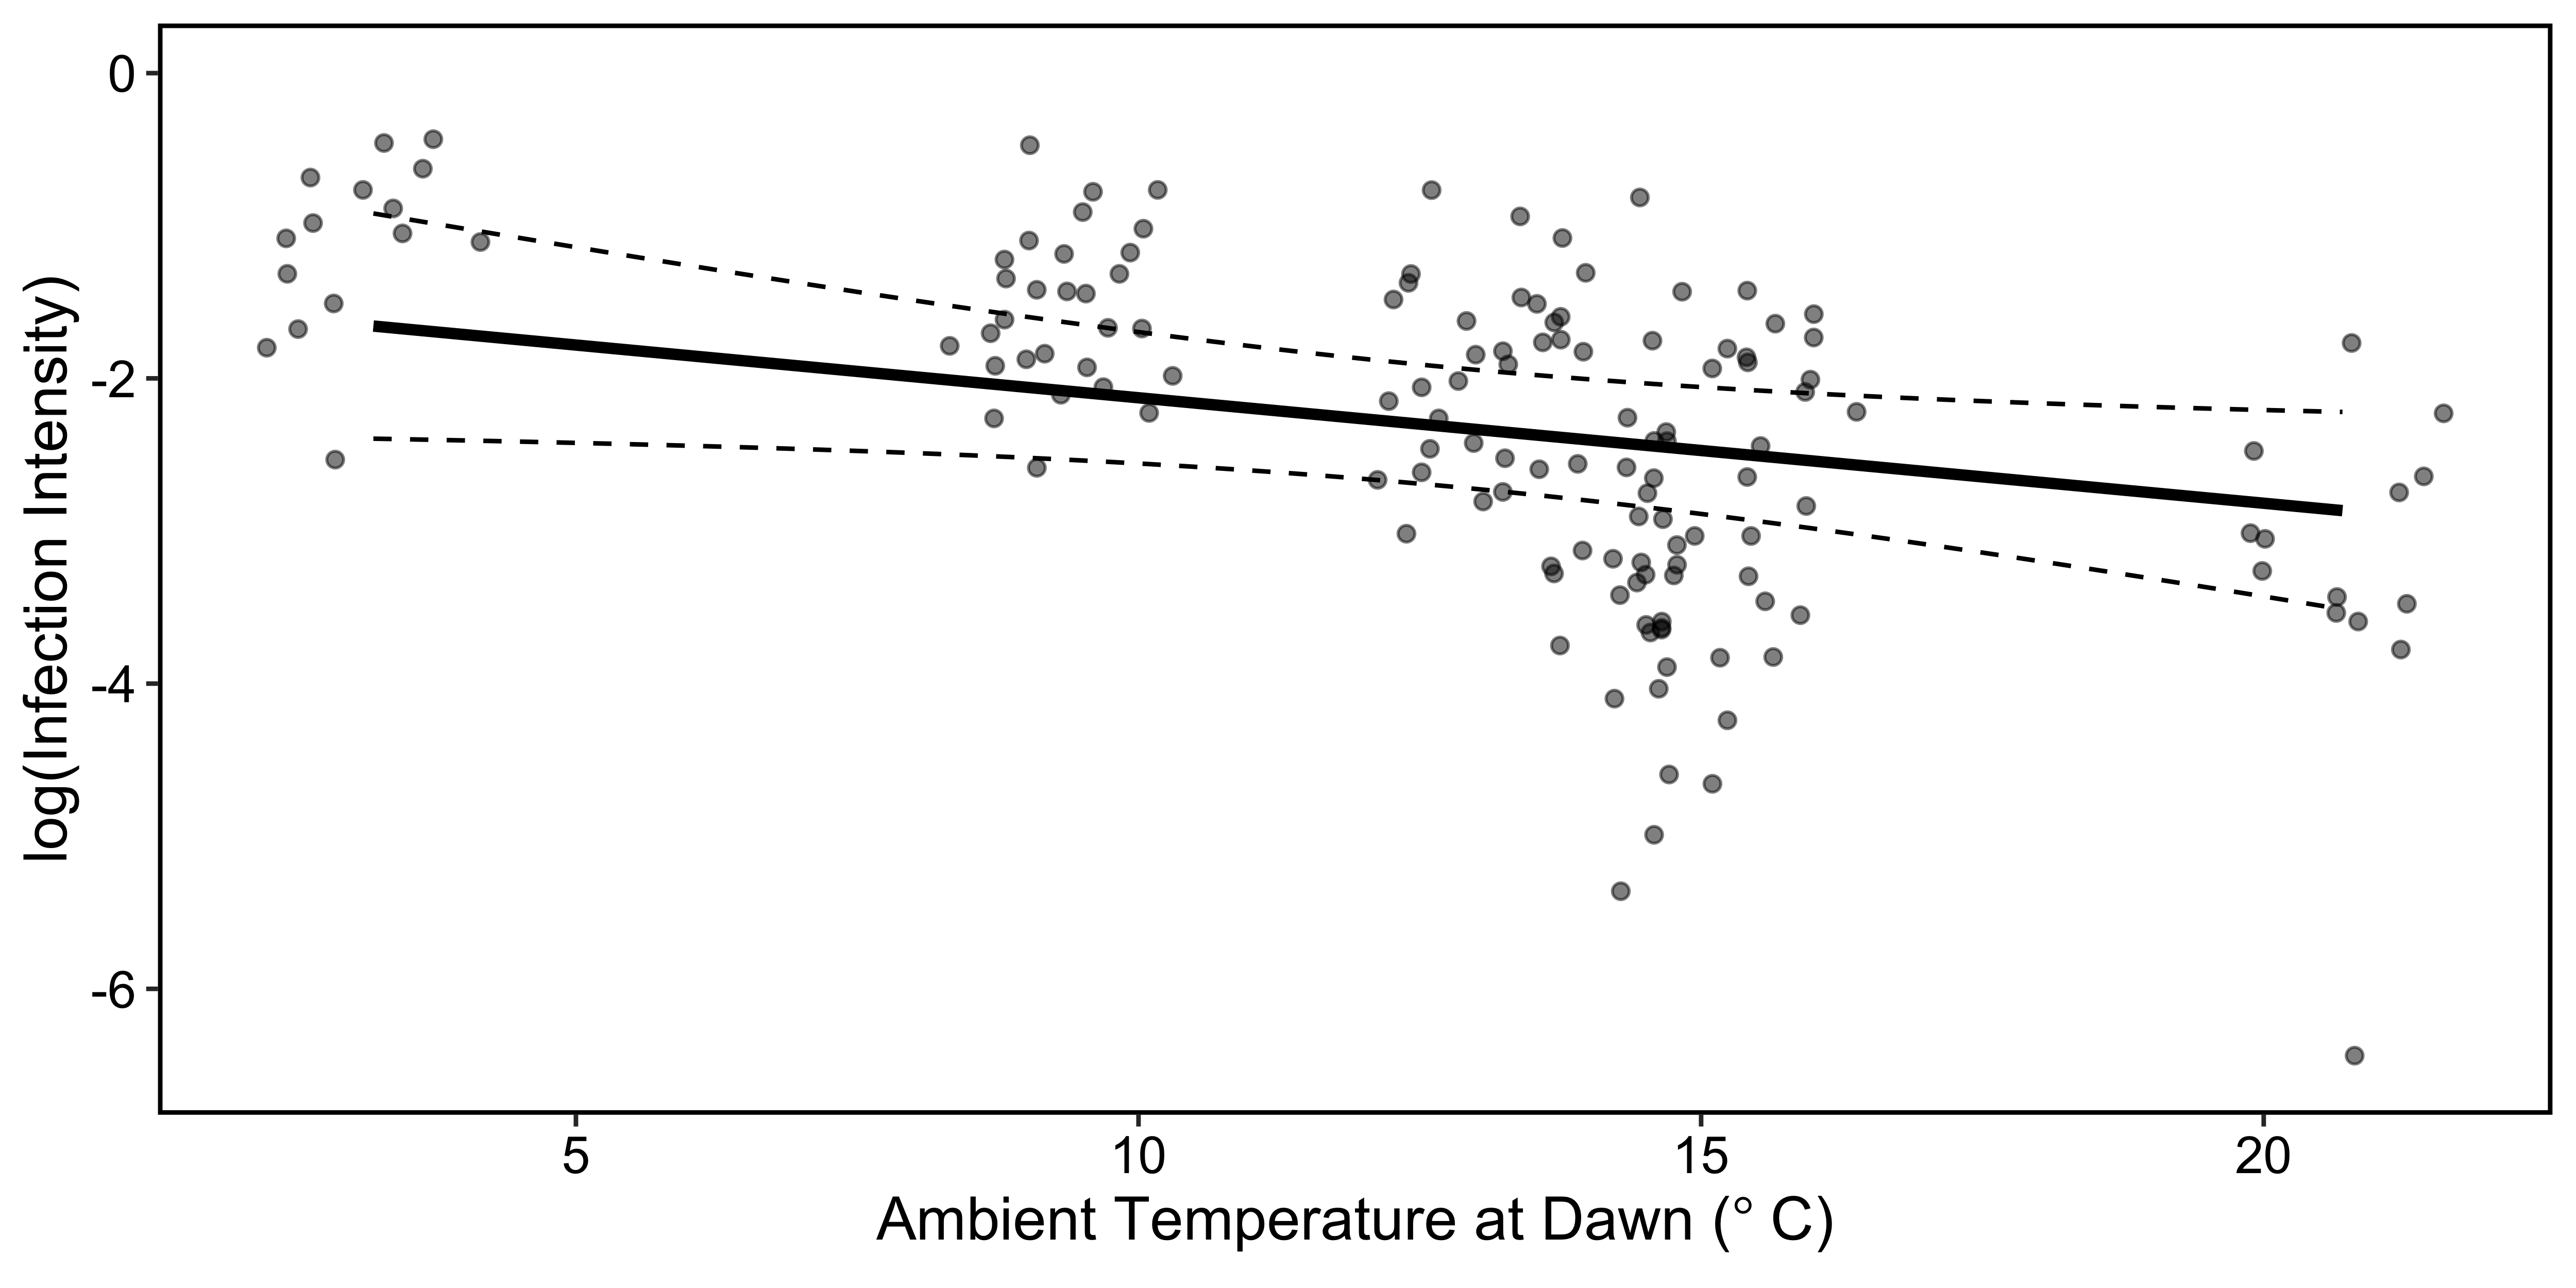 0
-2
-4
-6
log(Infection Intensity)
5 10 15 20
Ambient Temperature at Dawn (° C)